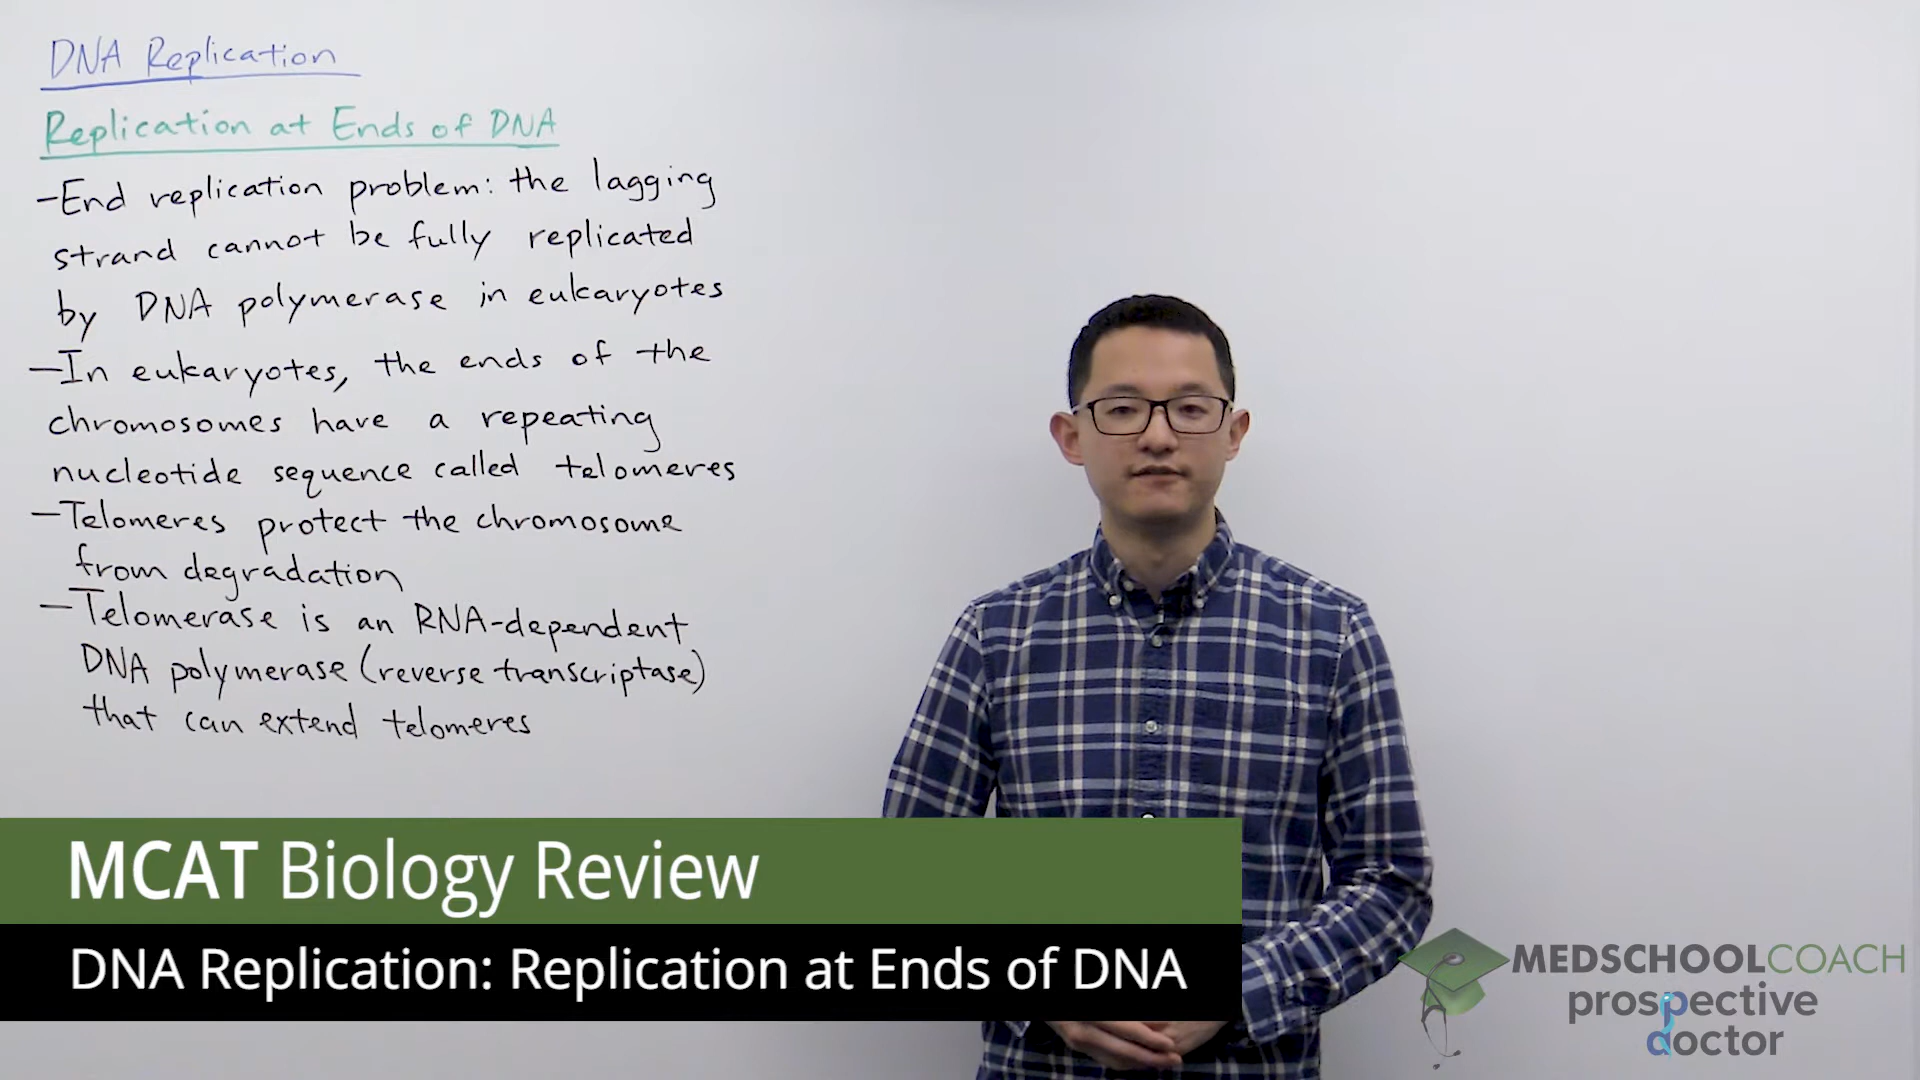 DNA Replication
Replication at Ends of DNA
-End replication problem: the lagging
strand cannot be fully replicated
by DNA polymerase in eukaryotes
-In eukaryotes, the ends of the
chromosomes have a repeating
nucleotide sequence called telomeres
-Telomeres protect the chromosome
from degradation
-Telomerase is an RNA-dependent
DNA polymerase (reverse transcriptase)
that can extend telomeres
MCAT Biology Review
DNA Replication: Replication at Ends of DNA
MEDSCHOOLCOACH
prospective
doctor